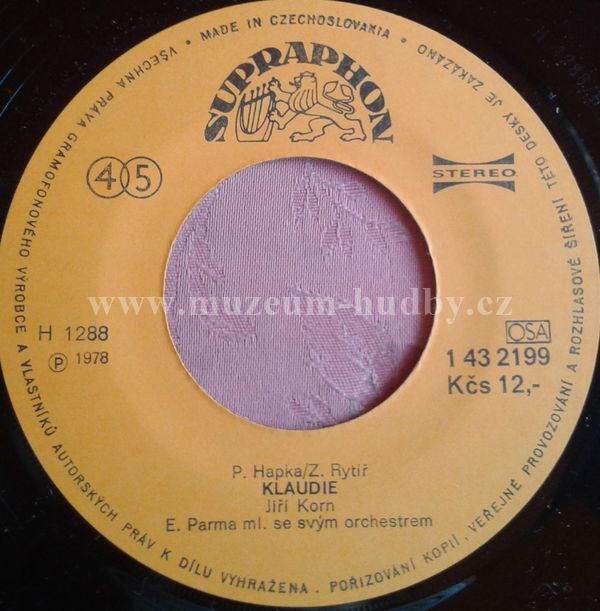 VŠECHNA PRÁVA GRAMOFONOVÉHO VÝROBCE A VLASTNÍKŮ AUTORSKÝCH PRÁV K DÍLU VYHRAŽENA . POŘIZOVÁNÍ KOPIÍ, VEŘEJNÉ PROVOZOVÁNÍ A ROZHLASOVÉ ŠÍŘENÍ TÉTO DESKY JE ZAKÁZÁNO • MADE IN CZECHOSLOVAKIA •
SUPRAPHON
45
STEREO
www.muzeum-hudby.cz
H 1288
Ⓟ 1978
OSA
1 43 2199
Kčs 12,-
P. Hapka/Z. Rytíř
KLAUDIE
Jiří Korn
E. Parma ml. se svým orchestrem